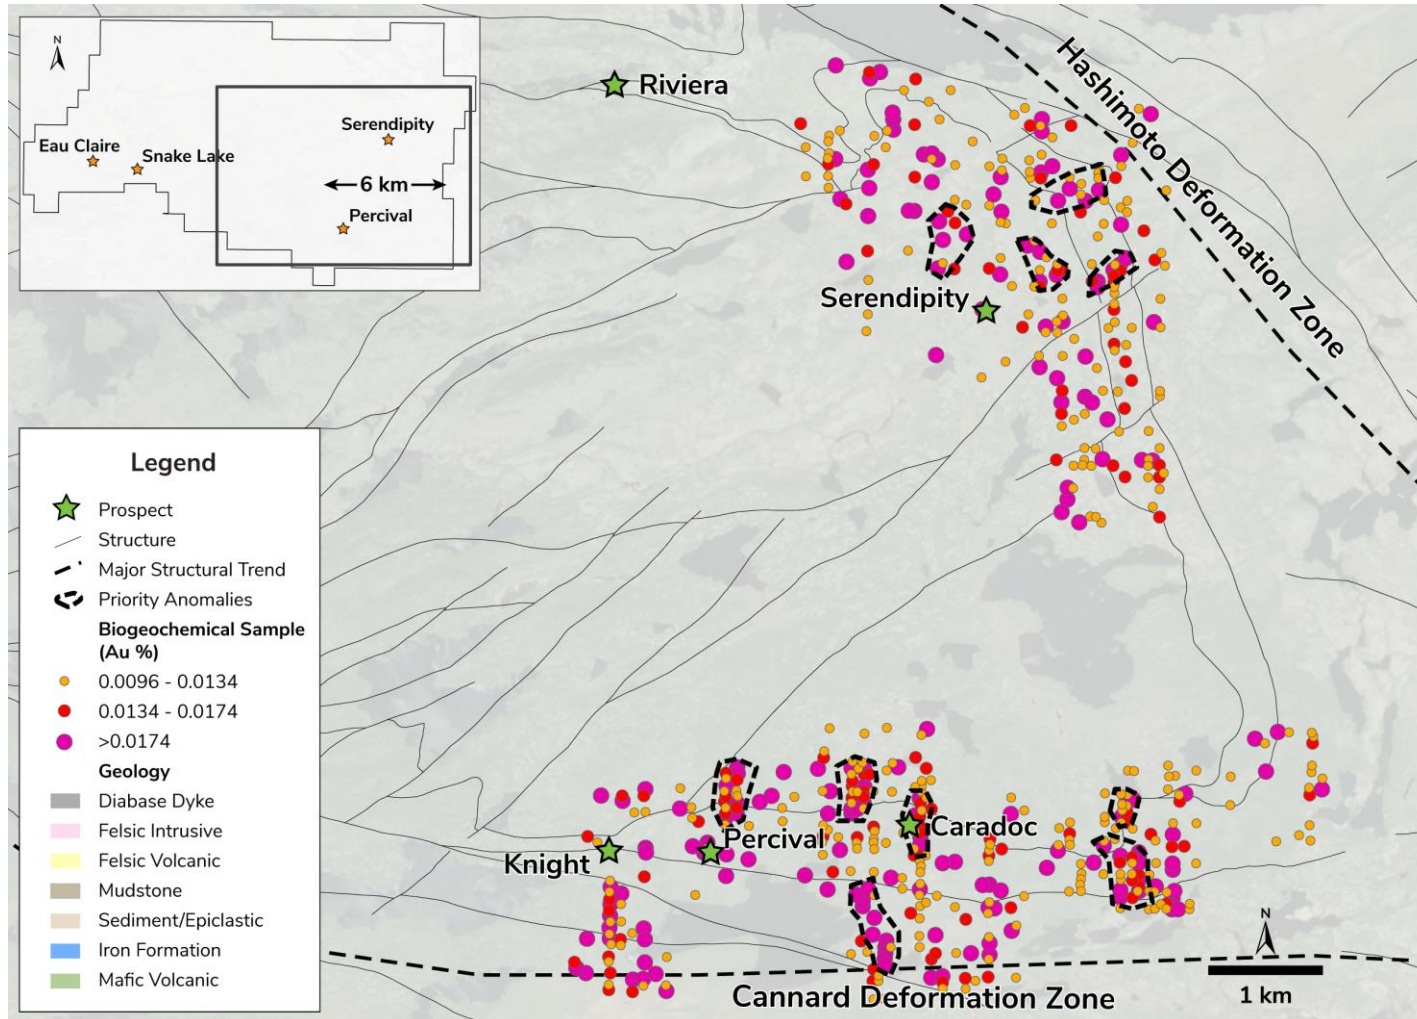 N
Serendipity
Eau Claire
Snake Lake
6 km
Percival
Riviera
Hashimoto Deformation Zone
Serendipity
Legend
Prospect
Structure
Major Structural Trend
Priority Anomalies
Biogeochemical Sample
(Au %)
0.0096 - 0.0134
0.0134 - 0.0174
>0.0174
Geology
Diabase Dyke
Felsic Intrusive
Felsic Volcanic
Mudstone
Sediment/Epiclastic
Iron Formation
Mafic Volcanic
Caradoc
Percival
Knight
Cannard Deformation Zone
N
1 km